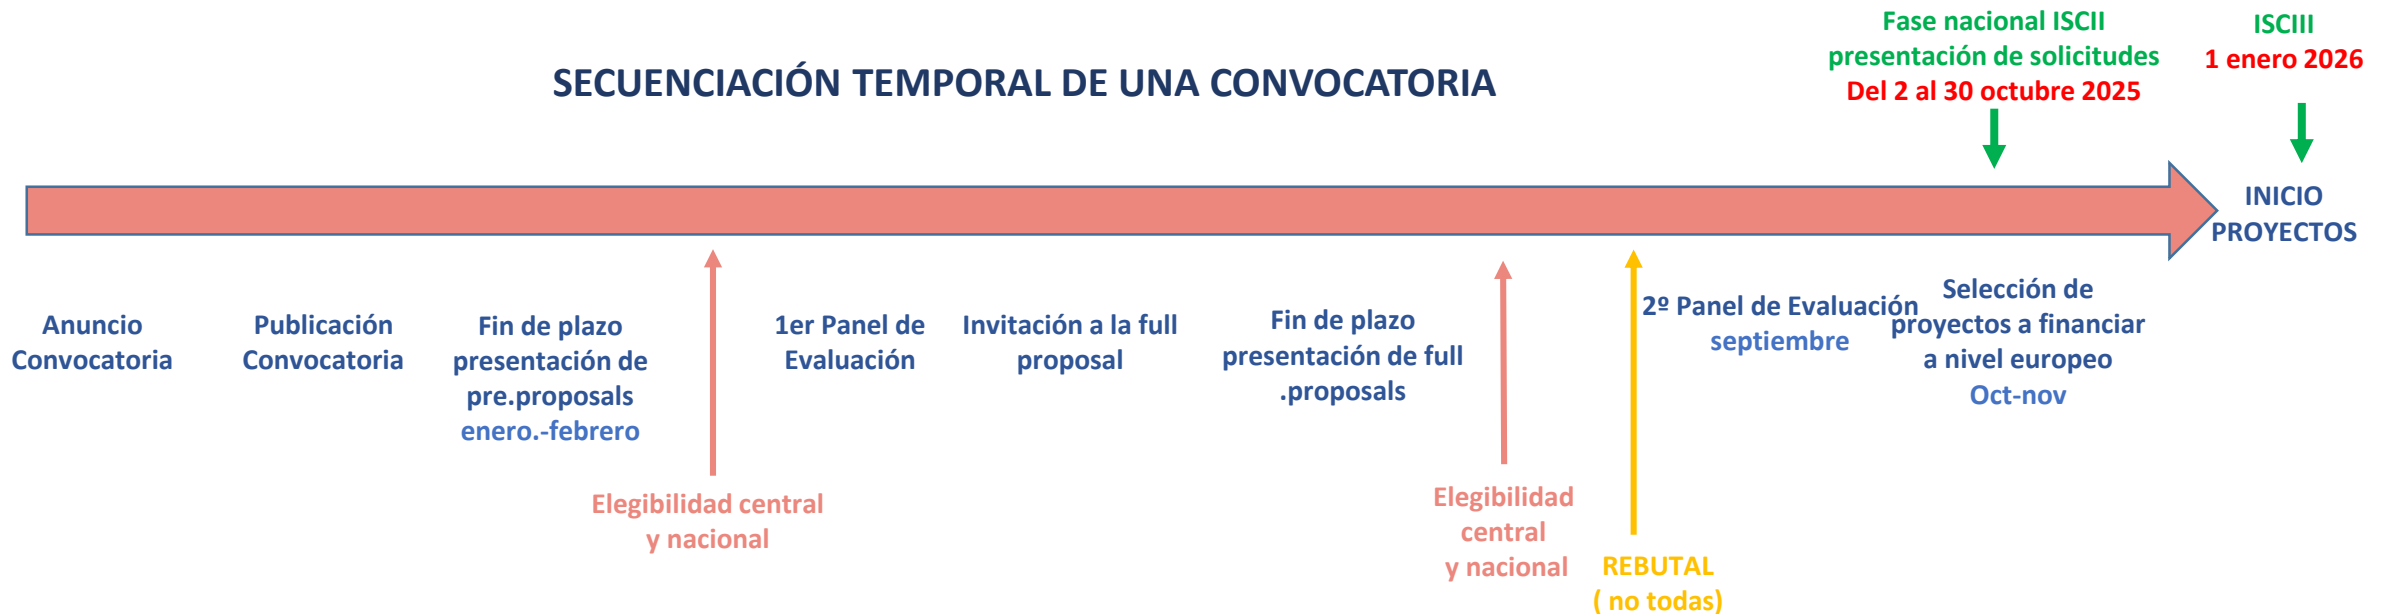 SECUENCIACIÓN TEMPORAL DE UNA CONVOCATORIA
Fase nacional ISCII
presentación de solicitudes
Del 2 al 30 octubre 2025
ISCIII
1 enero 2026
INICIO
PROYECTOS
Anuncio
Convocatoria
Publicación
Convocatoria
Fin de plazo
presentación de
pre.proposals
enero.-febrero
Elegibilidad central
y nacional
1er Panel de
Evaluación
Invitación a la full
proposal
Fin de plazo
presentación de full
.proposals
Elegibilidad
central
y nacional
REBUTAL
( no todas)
2º Panel de Evaluación
septiembre
Selección de
proyectos a financiar
a nivel europeo
Oct-nov